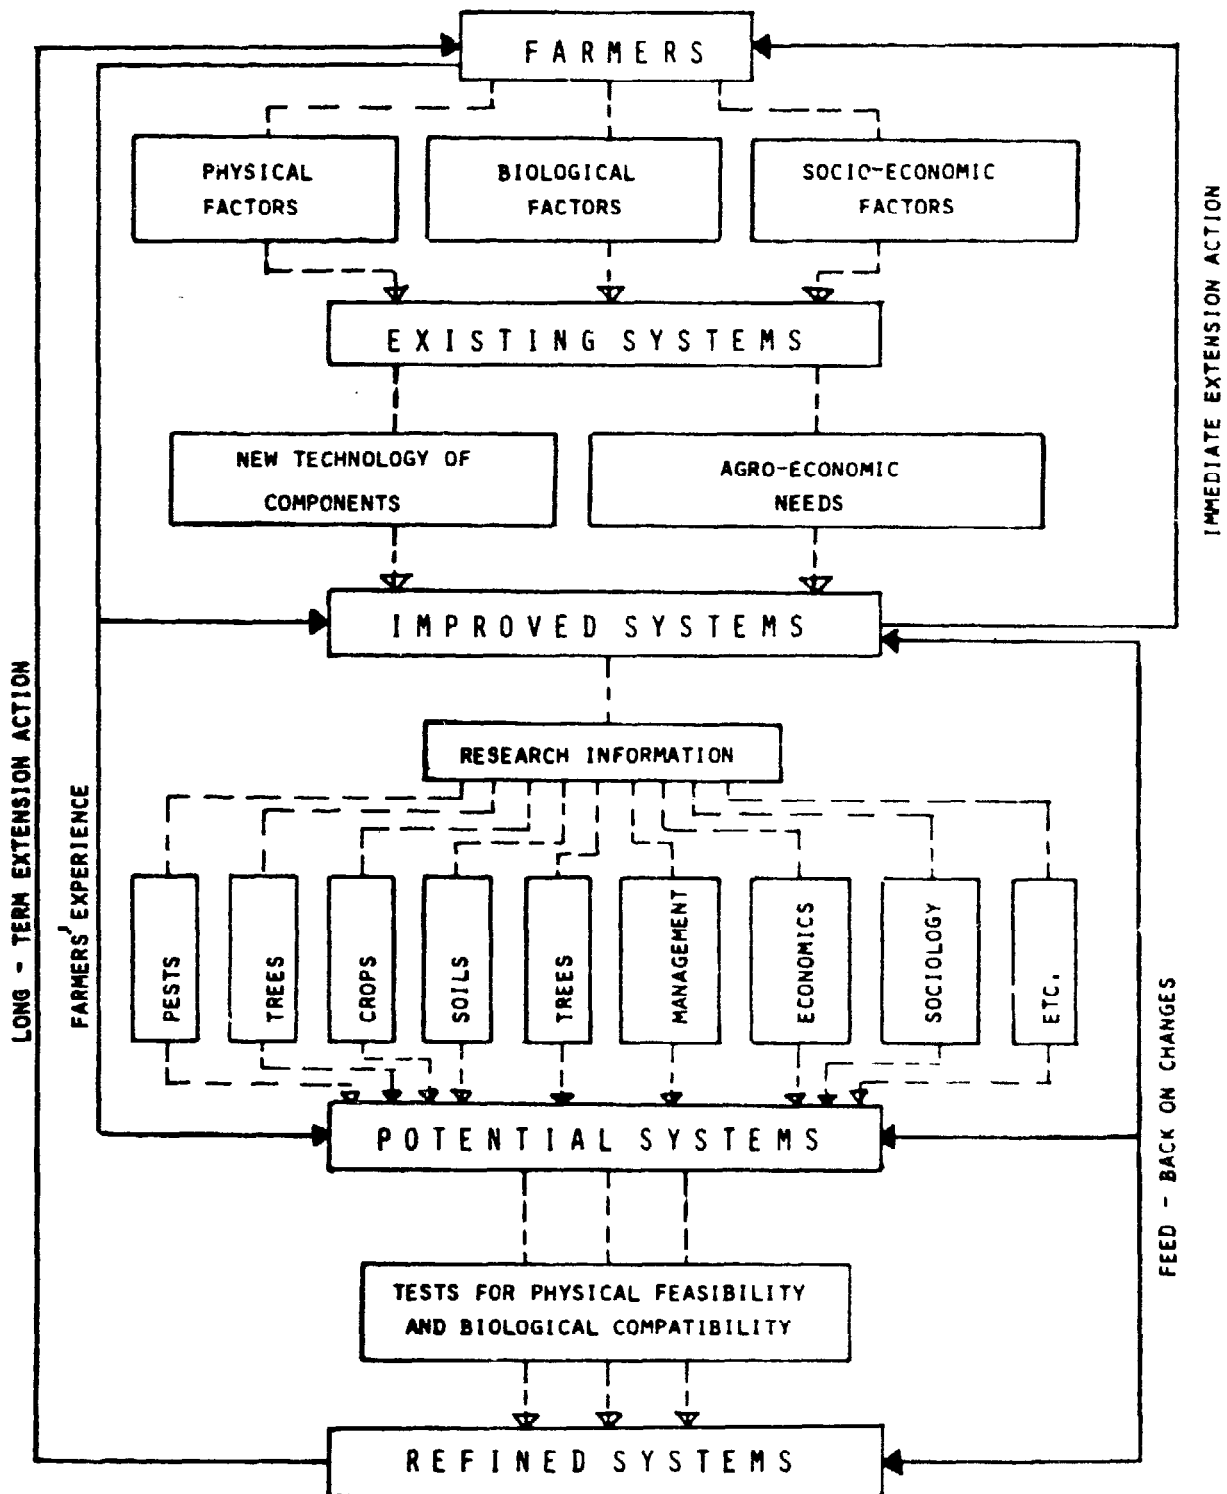 FARMERS
PHYSICAL
FACTORS
BIOLOGICAL
FACTORS
SOCIO-ECONOMIC
FACTORS
EXISTING SYSTEMS
NEW TECHNOLOGY OF
COMPONENTS
AGRO-ECONOMIC
NEEDS
IMPROVED SYSTEMS
RESEARCH INFORMATION
PESTS
TREES
CROPS
SOILS
TREES
MANAGEMENT
ECONOMICS
SOCIOLOGY
ETC.
POTENTIAL SYSTEMS
TESTS FOR PHYSICAL FEASIBILITY
AND BIOLOGICAL COMPATIBILITY
REFINED SYSTEMS
LONG - TERM EXTENSION ACTION
FARMERS' EXPERIENCE
IMMEDIATE EXTENSION ACTION
FEED - BACK ON CHANGES